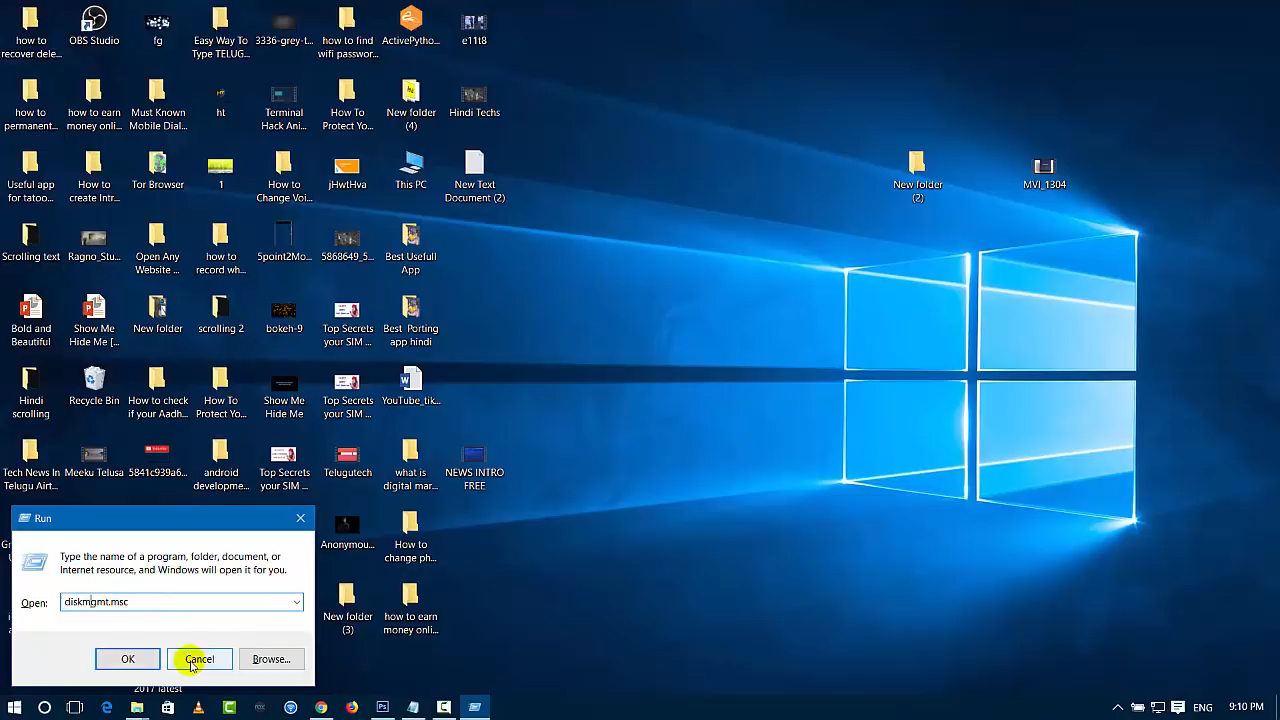 how to
recover dele...
OBS Studio
fg
Easy Way To
Type TELUG...
3336-grey-t...
how to find
wifi passwor...
ActivePytho...
e11t8
how to
permanent...
how to earn
money onli...
Must Known
Mobile Dial...
ht
Terminal
Hack Ani...
How To
Protect Yo...
New folder
(4)
Hindi Techs
Useful app
for tatoo...
How to
create Intr...
Tor Browser
1
How to
Change Voi...
jHwtHva
This PC
New Text
Document (2)
New folder
(2)
MVI_1304
Scrolling text
Ragno_Stu...
Open Any
Website ...
how to
record wh...
5point2Mo...
5868649_5...
Best Usefull
App
Bold and
Beautiful
Show Me
Hide Me [...
New folder
scrolling 2
bokeh-9
Top Secrets
your SIM ...
Best Porting
app hindi
Hindi
scrolling
Recycle Bin
How to check
if your Aadh...
How To
Protect Yo...
Show Me
Hide Me
Top Secrets
your SIM ...
YouTube_tik...
Tech News In
Telugu Airt...
Meeku Telusa
5841c939a6...
android
developme...
Top Secrets
your SIM ...
Telugutech
what is
digital mar...
NEWS INTRO
FREE
Anonymou...
How to
change ph...
New folder
(3)
how to earn
money onli...
Run
Type the name of a program, folder, document, or
Internet resource, and Windows will open it for you.
Open: diskmgmt.msc
OK Cancel Browse...
2017 latest
ENG 9:10 PM